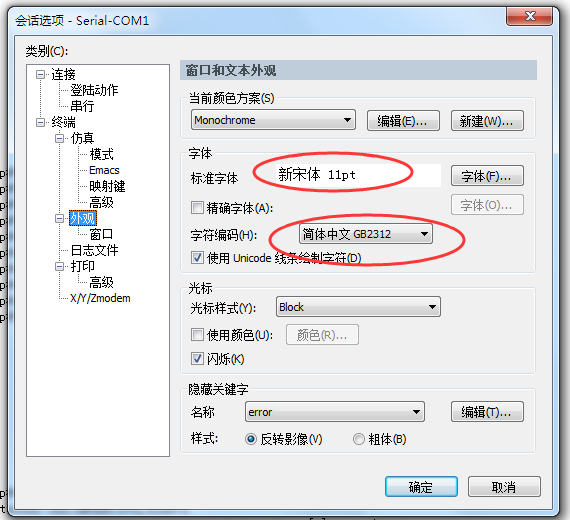 会话选项 - Serial-COM1
类别(C):
连接
登陆动作
串行
终端
仿真
模式
Emacs
映射键
高级
外观
窗口
日志文件
打印
高级
X/Y/Zmodem
窗口和文本外观
当前颜色方案(S)
Monochrome 编辑(E)... 新建(W)...
字体
标准字体 新宋体 11pt 字体(F)...
精确字体(A): 字体(O)...
字符编码(H): 简体中文 GB2312
使用 Unicode 线条绘制字符(D)
光标
光标样式(Y): Block
使用颜色(U): 颜色(R)...
闪烁(K)
隐藏关键字
名称 error 编辑(T)...
样式: 反转影像(V) 粗体(B)
确定 取消